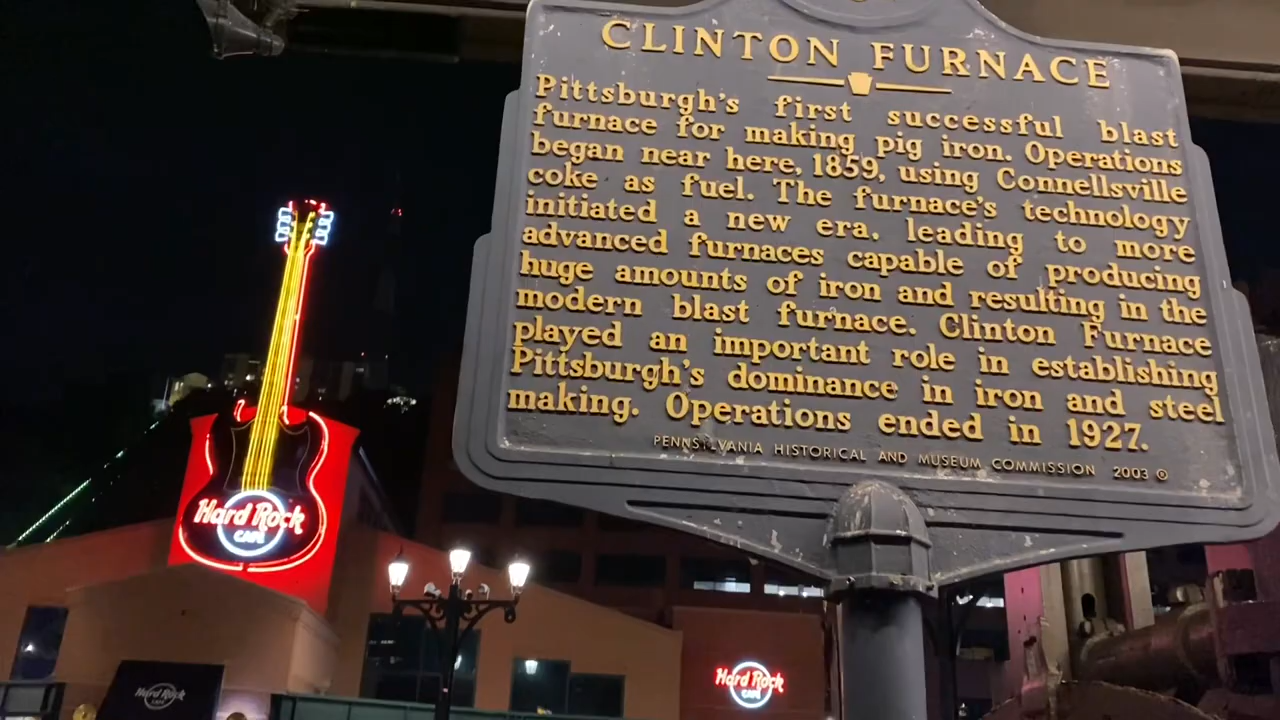 CLINTON FURNACE
Pittsburgh's first successful blast
furnace for making pig iron. Operations
began near here, 1859, using Connellsville
coke as fuel. The furnace's technology
initiated a new era. leading to more
advanced furnaces capable of producing
huge amounts of iron and resulting in the
modern blast furnace. Clinton Furnace
played an important role in establishing
Pittsburgh's dominance in iron and steel
making. Operations ended in 1927.
PENNSYLVANIA HISTORICAL AND MUSEUM COMMISSION 2003 ©
Hard Rock
CAFE
Hard Rock
CAFE
Hard Rock
CAFE